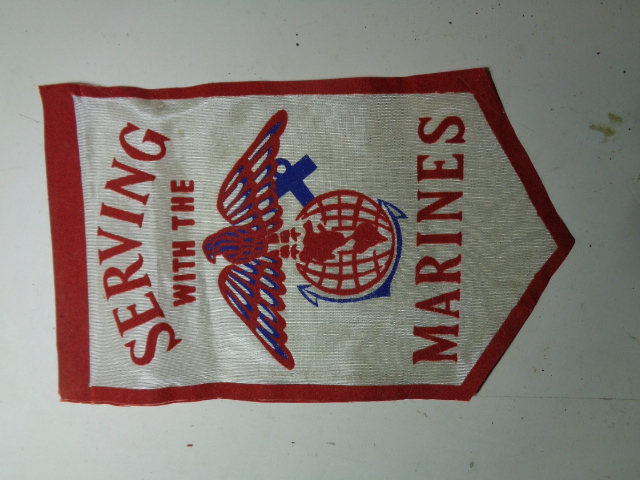 SERVING
WITH THE
MARINES